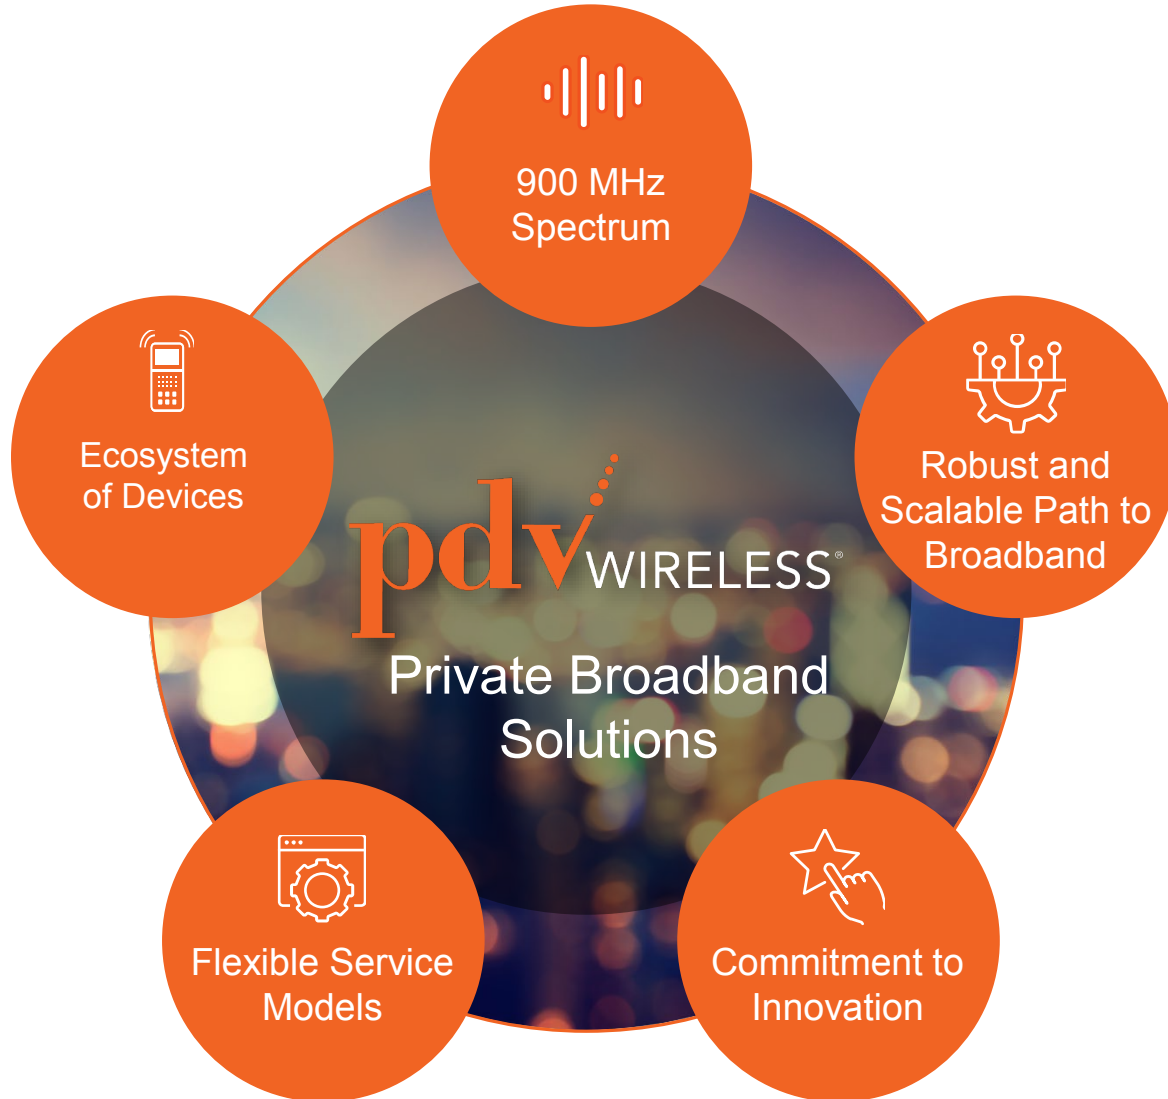 900 MHz
Spectrum
Ecosystem
of Devices
Robust and
Scalable Path to
Broadband
pdv WIRELESS®
Private Broadband
Solutions
Flexible Service
Models
Commitment to
Innovation